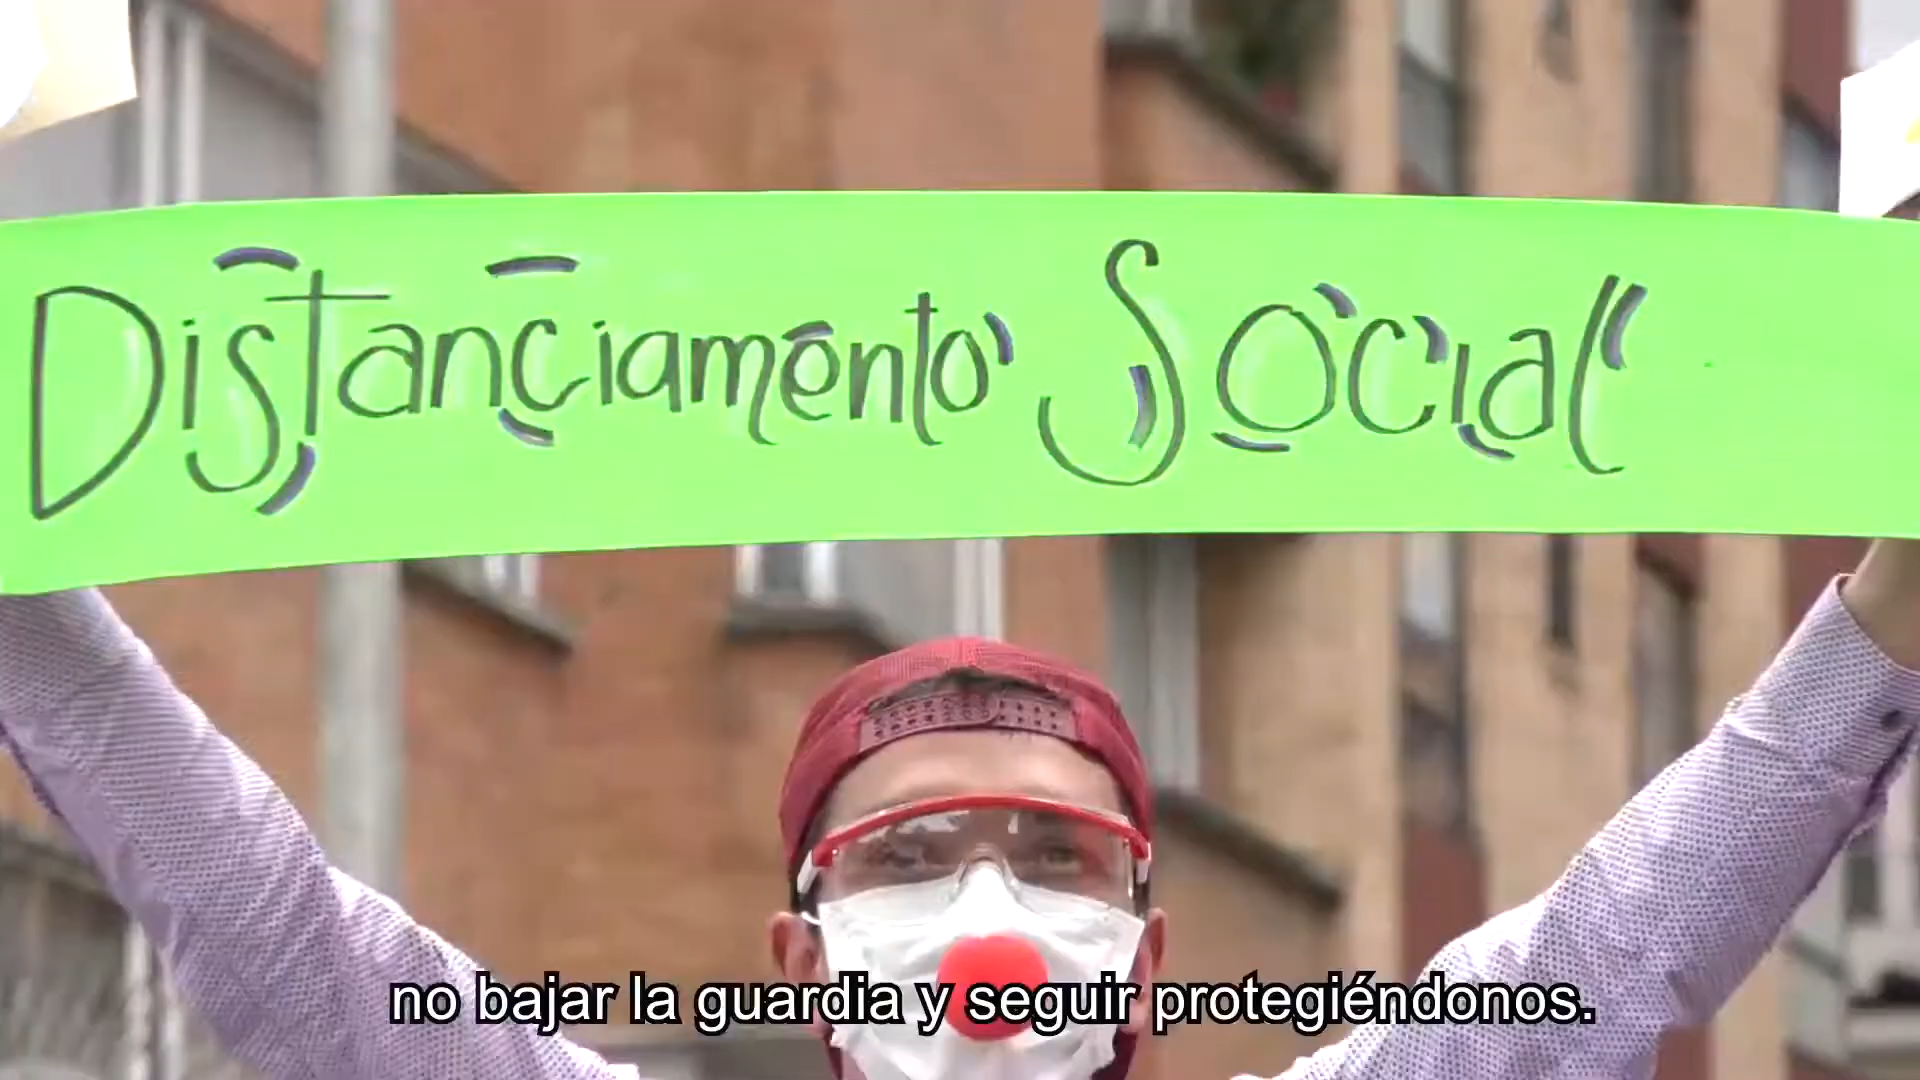 Distanciamento Social
no bajar la guardia y seguir protegiéndonos.